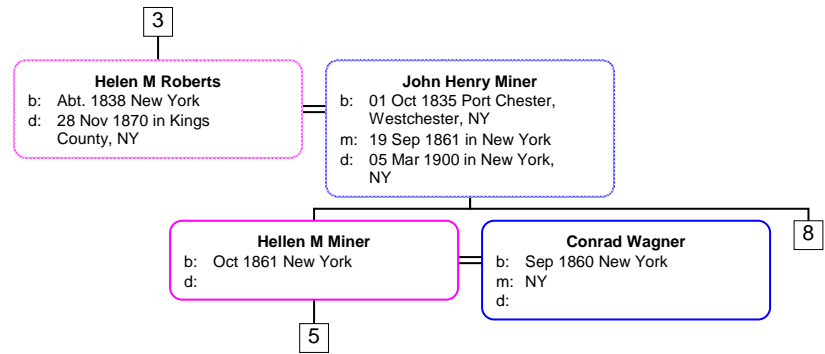 3
Helen M Roberts
b: Abt. 1838 New York
d: 28 Nov 1870 in Kings
County, NY
John Henry Miner
b: 01 Oct 1835 Port Chester,
Westchester, NY
m: 19 Sep 1861 in New York
d: 05 Mar 1900 in New York,
NY
8
Hellen M Miner
b: Oct 1861 New York
d:
Conrad Wagner
b: Sep 1860 New York
m: NY
d:
5